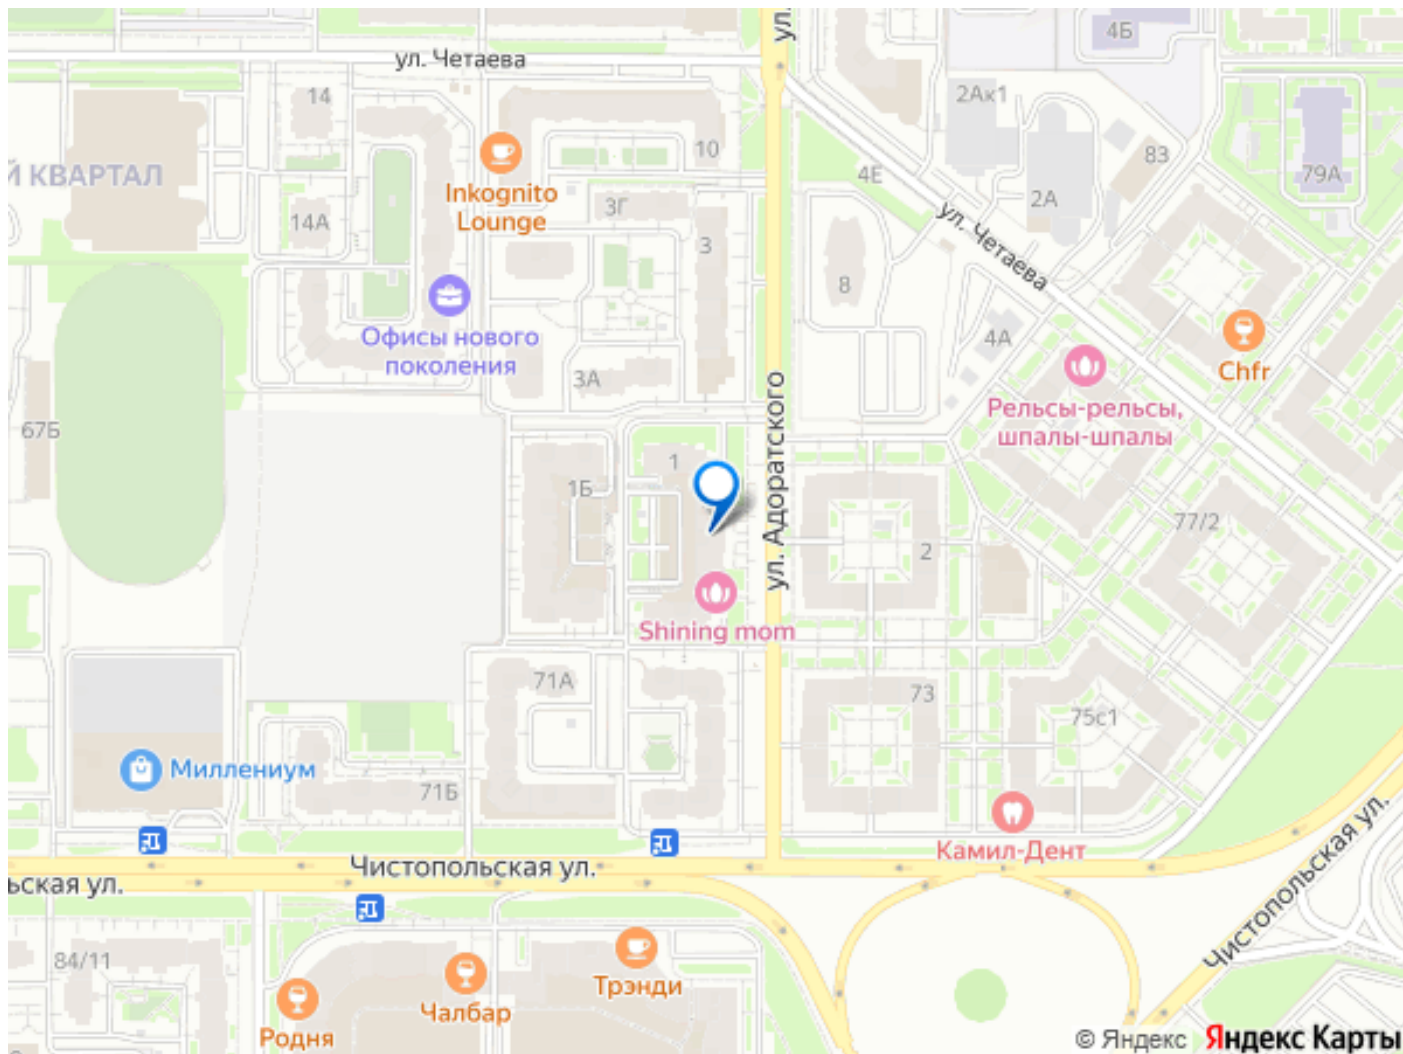 ул. Четаева
ул.
4Б
14
2Ак1
10
83
Й КВАРТАЛ
4Е
79А
Inkognito
Lounge
3Г
2А
14А
3
ул. Четаева
8
Офисы нового
поколения
4А
Chfr
3А
Рельсы-рельсы,
шпалы-шпалы
67Б
ул. Адоратского
1
1Б
77/2
2
Shining mom
71А
73
75с1
Миллениум
71Б
Камил-Дент
Чистопольская ул.
ьская ул.
Чистопольская ул.
84/11
Трэнди
Чалбар
Родня
© Яндекс Яндекс Карты